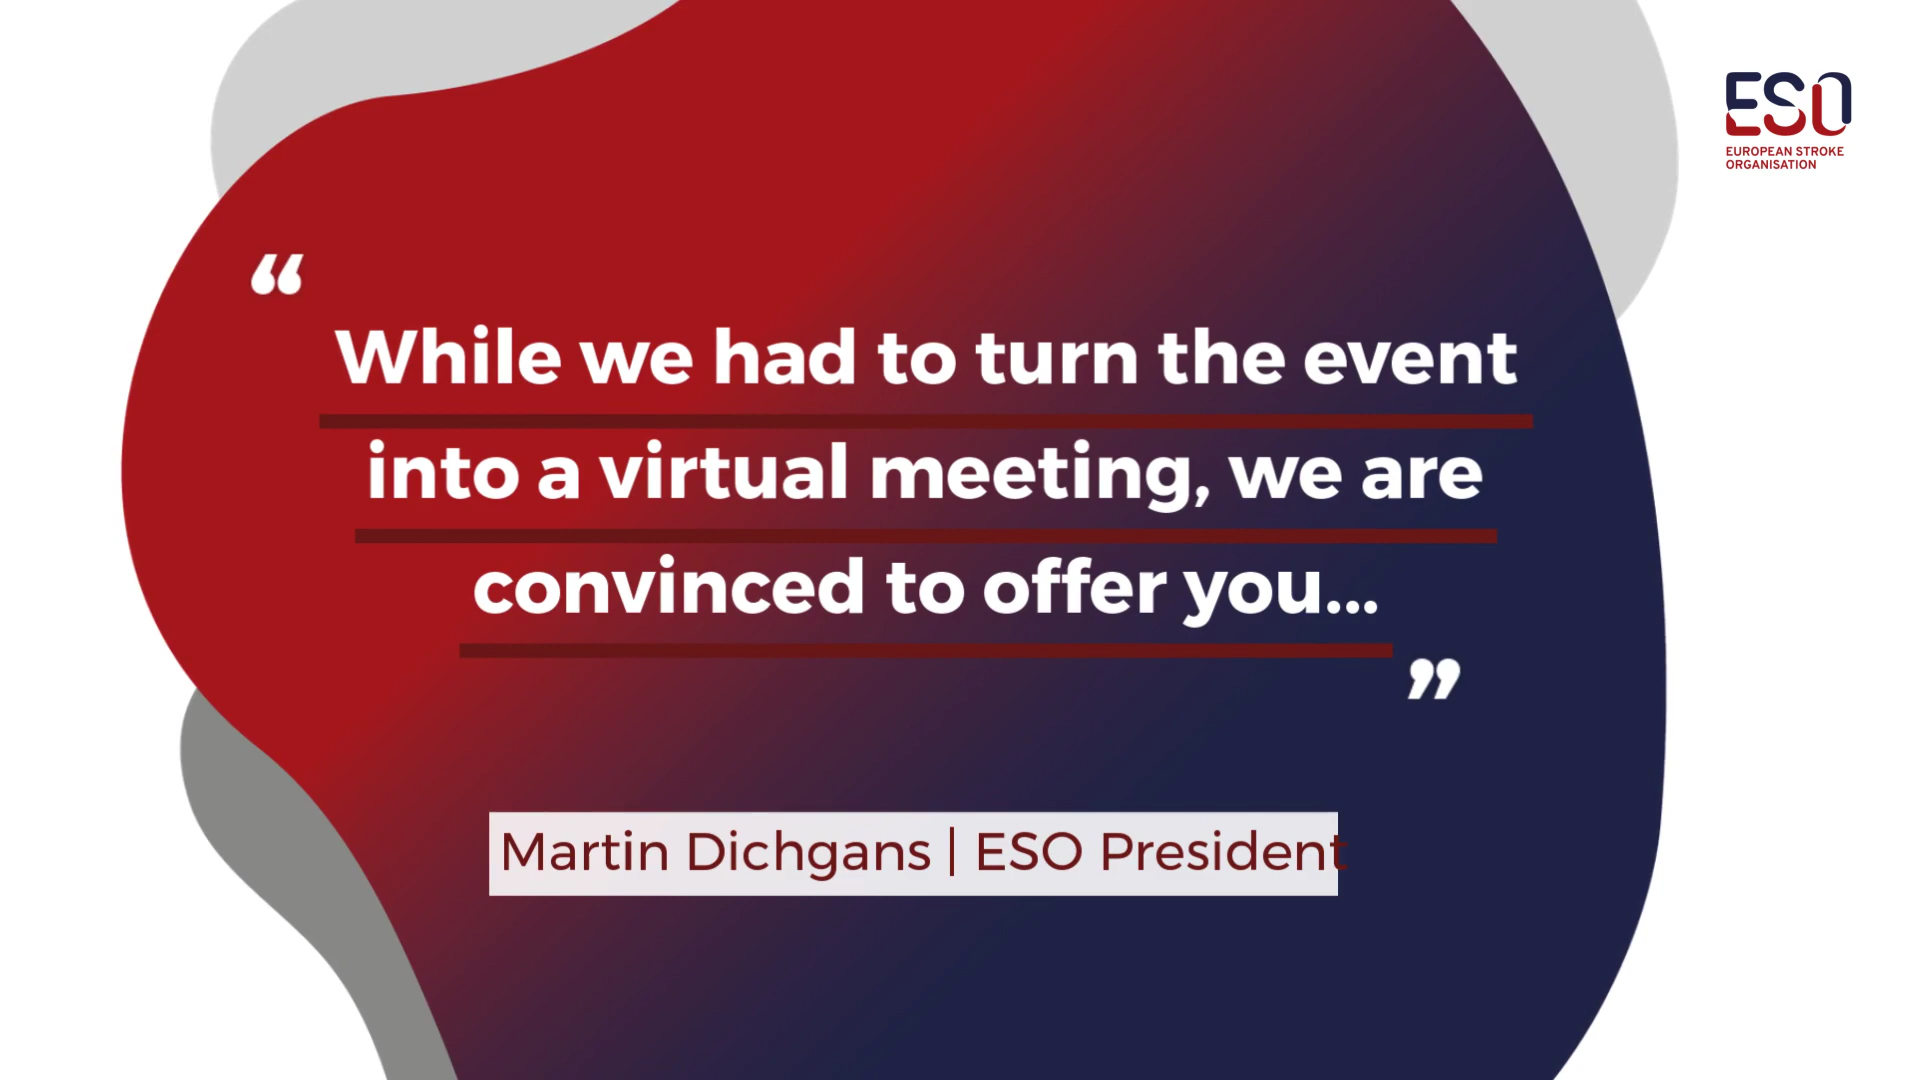 ESO
EUROPEAN STROKE
ORGANISATION
“
While we had to turn the event
into a virtual meeting, we are
convinced to offer you...
”
Martin Dichgans | ESO President